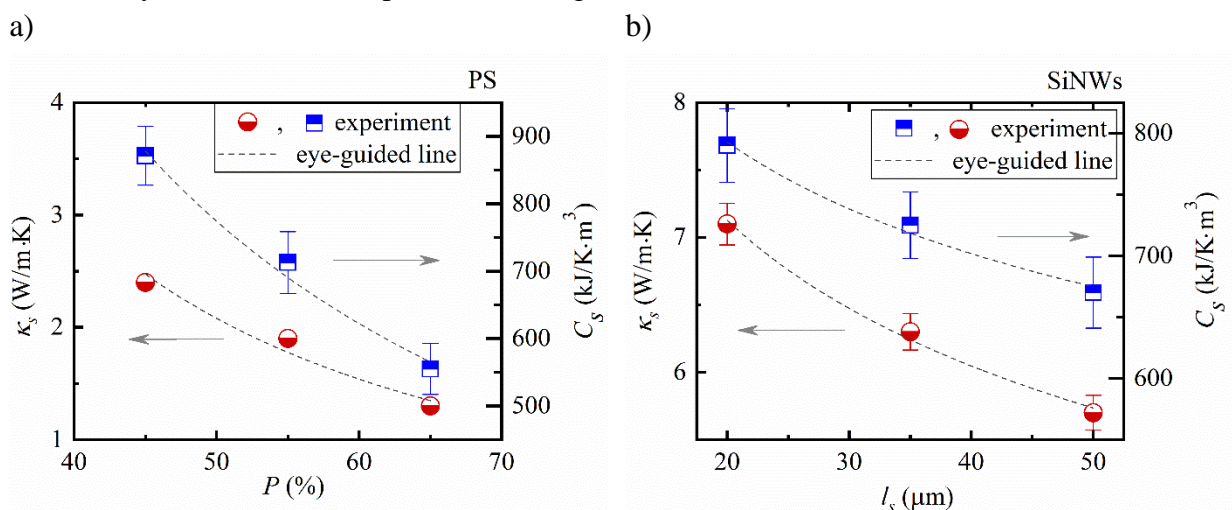 a)
b)
PS
4
3
2
1
κs (W/m·K)
, experiment
eye-guided line
900
800
700
600
500
Cs (kJ/K·m³)
40 50 60 70
P (%)
SiNWs
8
7
6
κs (W/m·K)
, experiment
eye-guided line
800
700
600
Cs (kJ/K·m³)
20 30 40 50
ls (μm)